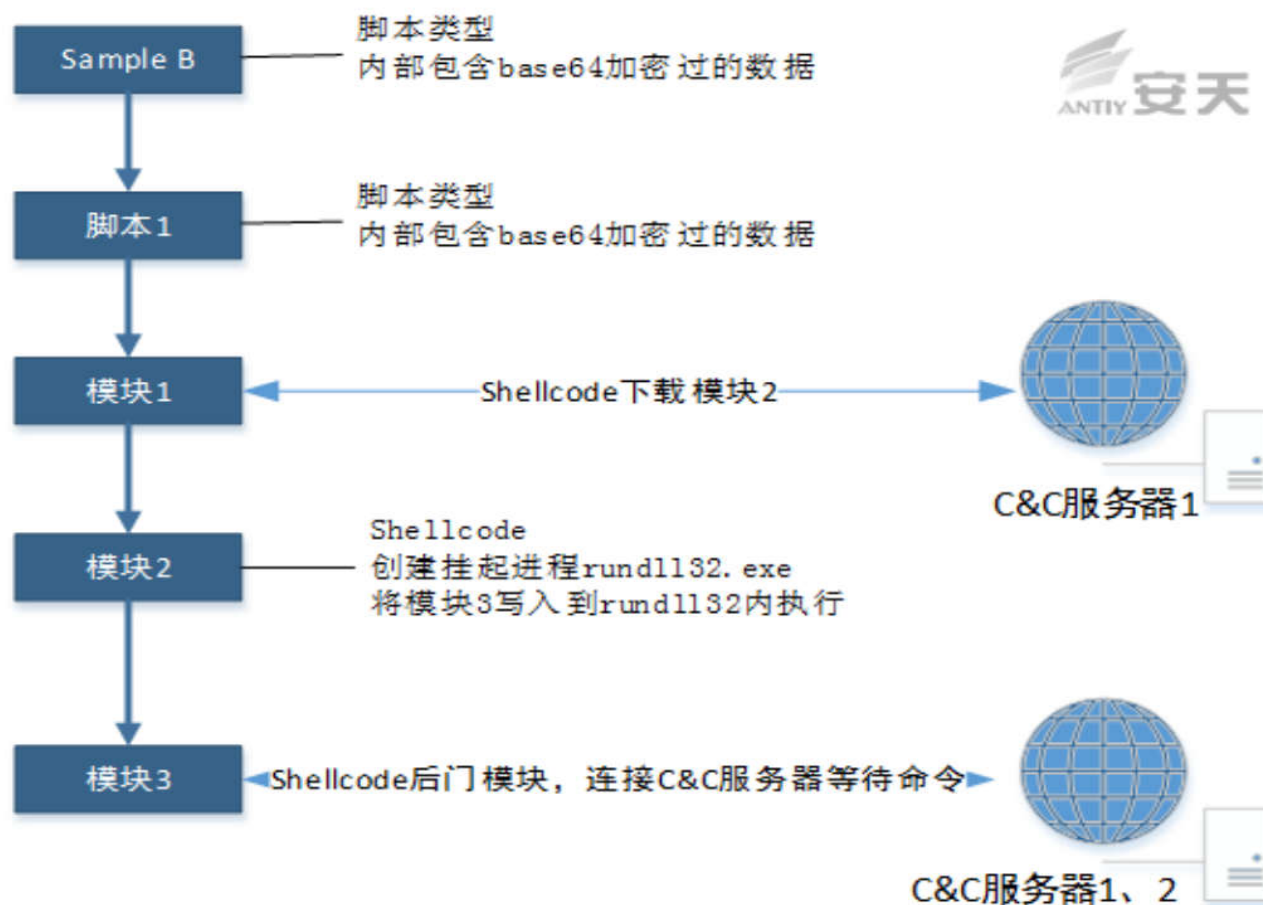 Sample B
脚本类型
内部包含base64加密过的数据
ANTIY 安天
脚本1
脚本类型
内部包含base64加密过的数据
模块1
Shellcode下载模块2
C&C服务器1
模块2
Shellcode
创建挂起进程rundll32.exe
将模块3写入到rundll32内执行
模块3
Shellcode后门模块，连接C&C服务器等待命令
C&C服务器1、2